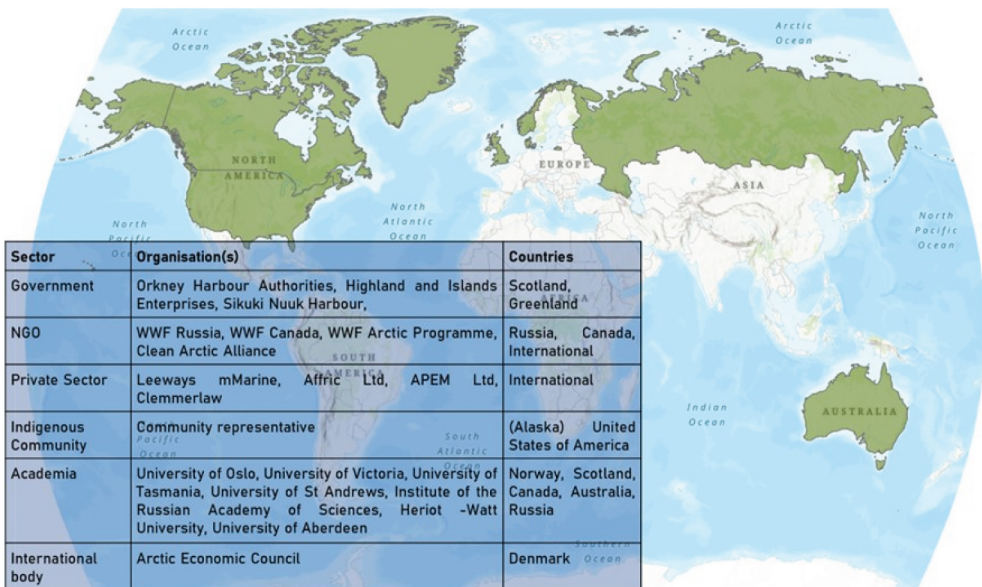 Arctic
Ocean
Arctic
Ocean
NORTH
AMERICA
EUROPE
ASIA
North
Pacific
Ocean
North
Atlantic
Ocean
North
Pacific
Ocean
Sector Organisation(s) Countries
Government Orkney Harbour Authorities, Highland and Islands Scotland,
Enterprises, Sikuki Nuuk Harbour, Greenland
AFRICA
NGO WWF Russia, WWF Canada, WWF Arctic Programme, Russia, Canada,
Clean Arctic Alliance International
SOUTH
AMERICA
Private Sector Leeways mMarine, Affric Ltd, APEM Ltd, International
Clemmerlaw
Indian
Ocean
AUSTRALIA
Indigenous Community representative (Alaska) United
Community States of America
Pacific
Ocean
South
Atlantic
Ocean
Academia University of Oslo, University of Victoria, University of Norway, Scotland,
Tasmania, University of St Andrews, Institute of the Canada, Australia,
Russian Academy of Sciences, Heriot -Watt Russia
University, University of Aberdeen
Southern
Ocean
International Arctic Economic Council Denmark
body